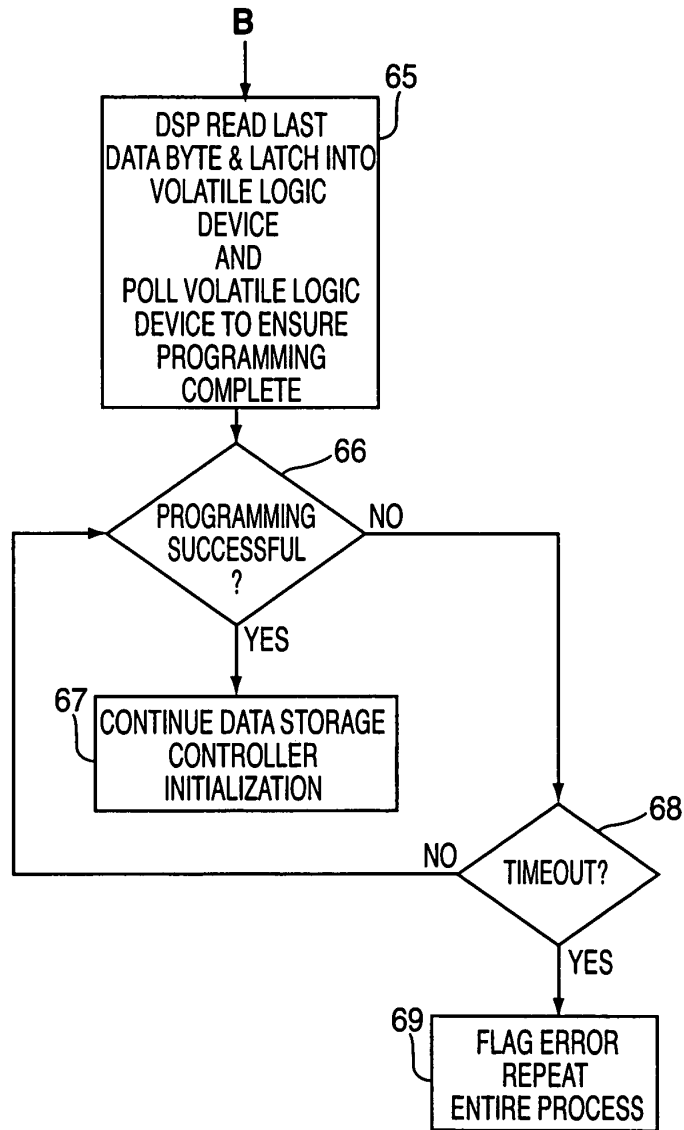 B
65
DSP READ LAST
DATA BYTE & LATCH INTO
VOLATILE LOGIC
DEVICE
AND
POLL VOLATILE LOGIC
DEVICE TO ENSURE
PROGRAMMING
COMPLETE
66
PROGRAMMING
SUCCESSFUL
?
NO
YES
67
CONTINUE DATA STORAGE
CONTROLLER
INITIALIZATION
68
NO
TIMEOUT?
YES
69
FLAG ERROR
REPEAT
ENTIRE PROCESS